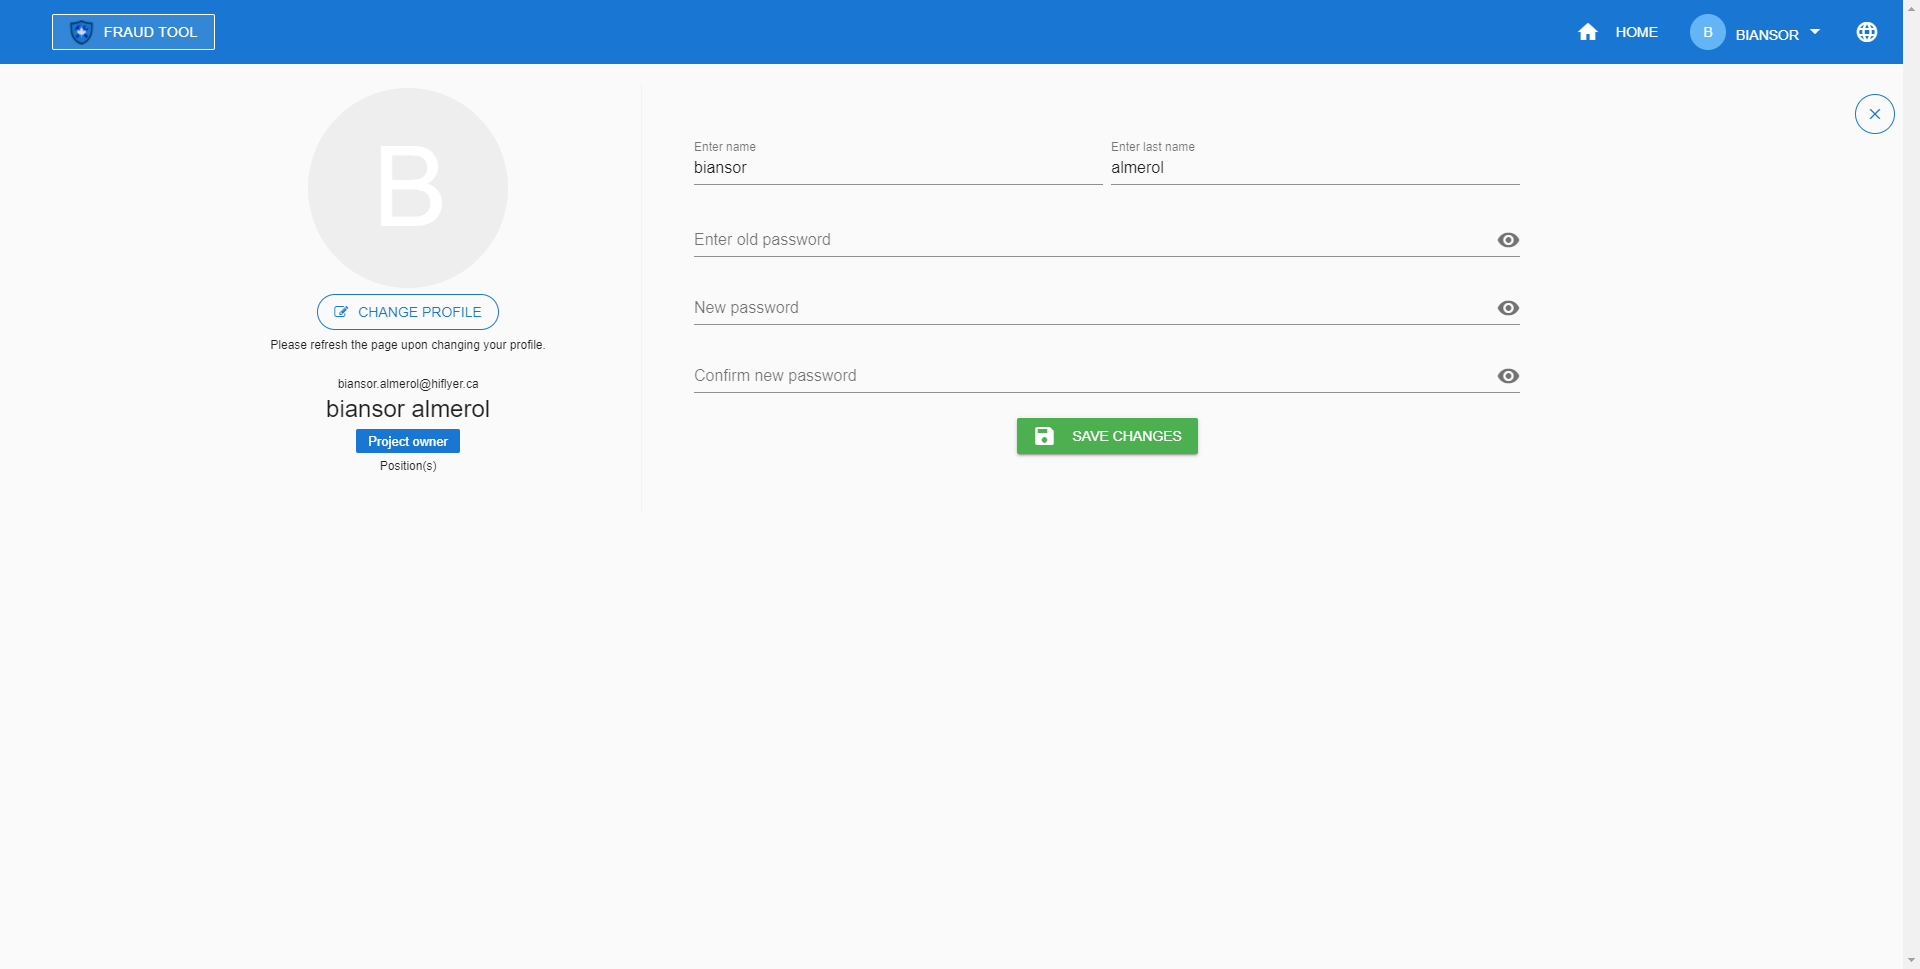 FRAUD TOOL
HOME
B
BIANSOR
B
CHANGE PROFILE
Please refresh the page upon changing your profile.
biansor.almerol@hiflyer.ca
biansor almerol
Project owner
Position(s)
Enter name
biansor
Enter last name
almerol
Enter old password
New password
Confirm new password
SAVE CHANGES